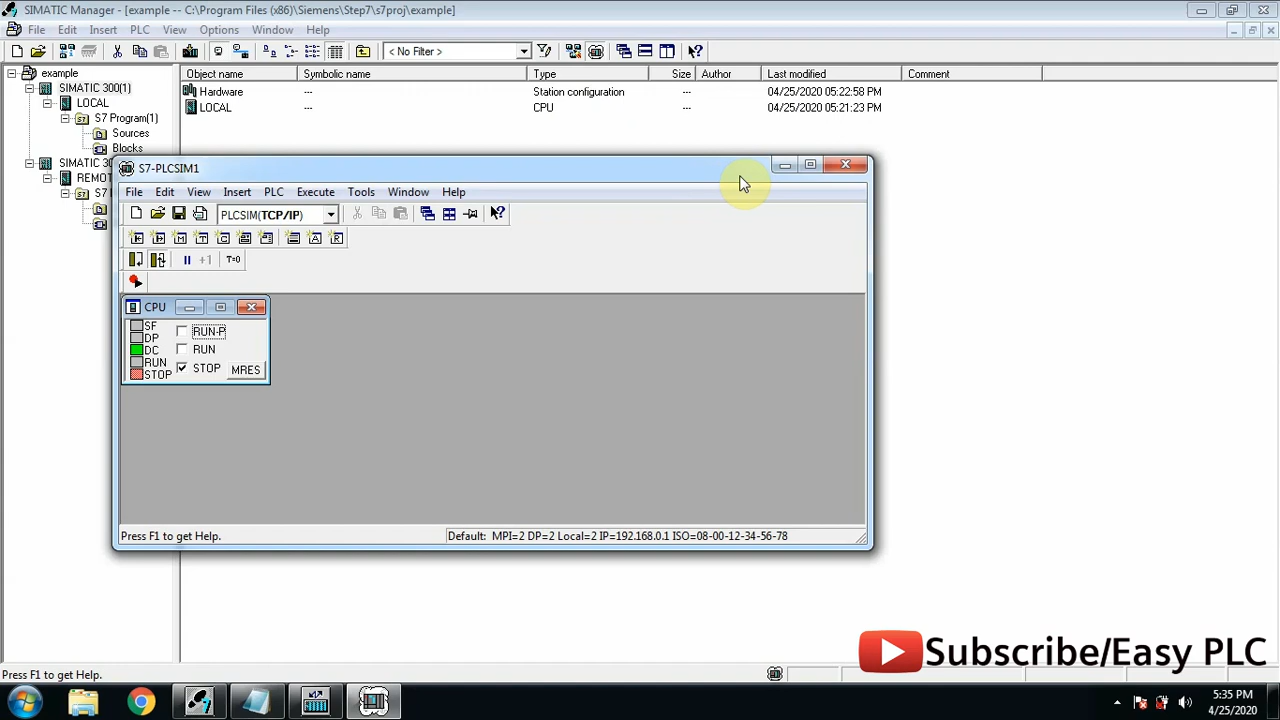 SIMATIC Manager - [example -- C:\Program Files (x86)\Siemens\Step7\s7proj\example]
File Edit Insert PLC View Options Window Help
< No Filter >
example
SIMATIC 300(1)
LOCAL
S7 Program(1)
Sources
Blocks
SIMATIC 30
REMO
S7
Object name Symbolic name Type Size Author Last modified Comment
Hardware --- Station configuration --- 04/25/2020 05:22:58 PM
LOCAL --- CPU --- 04/25/2020 05:21:23 PM
S7-PLCSIM1
File Edit View Insert PLC Execute Tools Window Help
PLCSIM(TCP/IP)
+1 T=0
CPU
SF
DP
DC
RUN
STOP
RUN-P
RUN
STOP
MRES
Press F1 to get Help. Default: MPI=2 DP=2 Local=2 IP=192.168.0.1 ISO=08-00-12-34-56-78
Subscribe/Easy PLC
Press F1 to get Help.
5:35 PM
4/25/2020